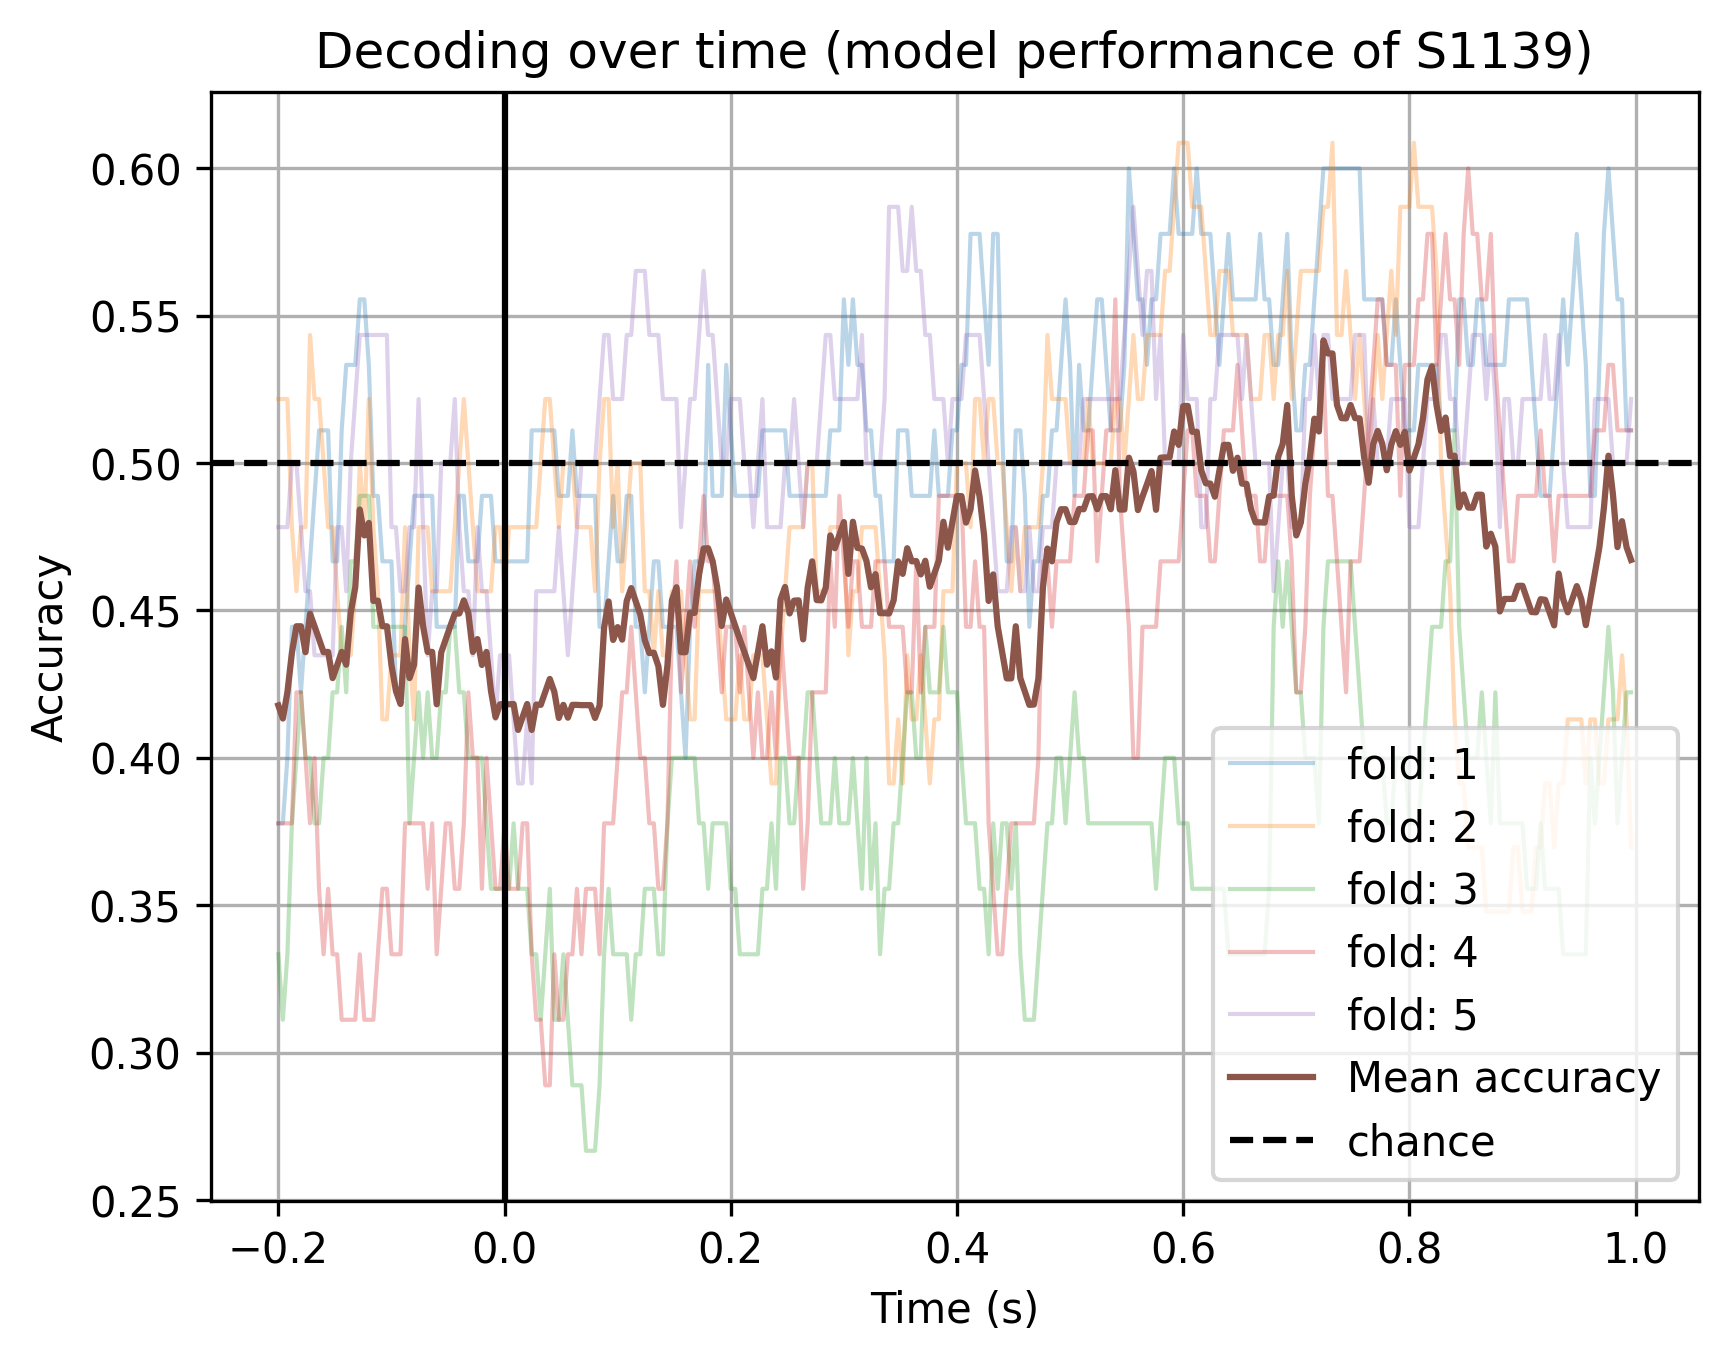 Decoding over time (model performance of S1139)
Accuracy
0.60
0.55
0.50
0.45
0.40
0.35
0.30
0.25
−0.2 0.0 0.2 0.4 0.6 0.8 1.0
Time (s)
fold: 1
fold: 2
fold: 3
fold: 4
fold: 5
Mean accuracy
chance